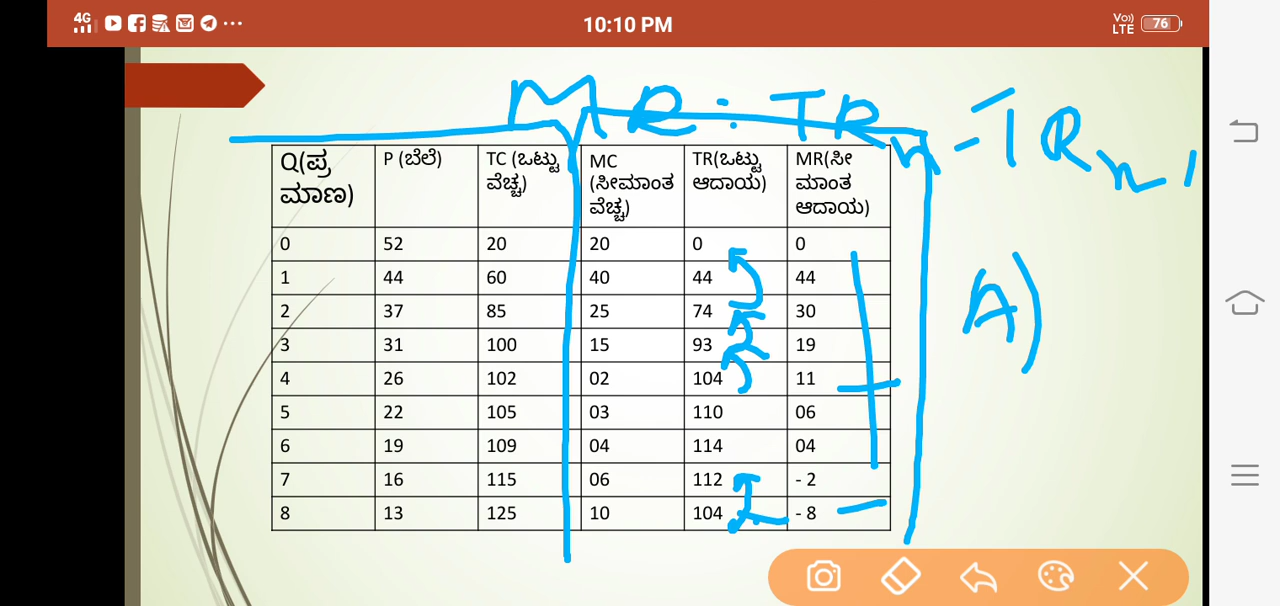 4G 10:10 PM Vo)) LTE 76
MR : TRn - TRn-1
Q(ಪ್ರಮಾಣ) P (ಬೆಲೆ) TC (ಒಟ್ಟು ವೆಚ್ಚ) MC (ಸೀಮಾಂತ ವೆಚ್ಚ) TR(ಒಟ್ಟು ಆದಾಯ) MR(ಸೀಮಾಂತ ಆದಾಯ)
0 52 20 20 0 0
1 44 60 40 44 44
2 37 85 25 74 30
A)
3 31 100 15 93 19
4 26 102 02 104 11
5 22 105 03 110 06
6 19 109 04 114 04
7 16 115 06 112 - 2
8 13 125 10 104 - 8